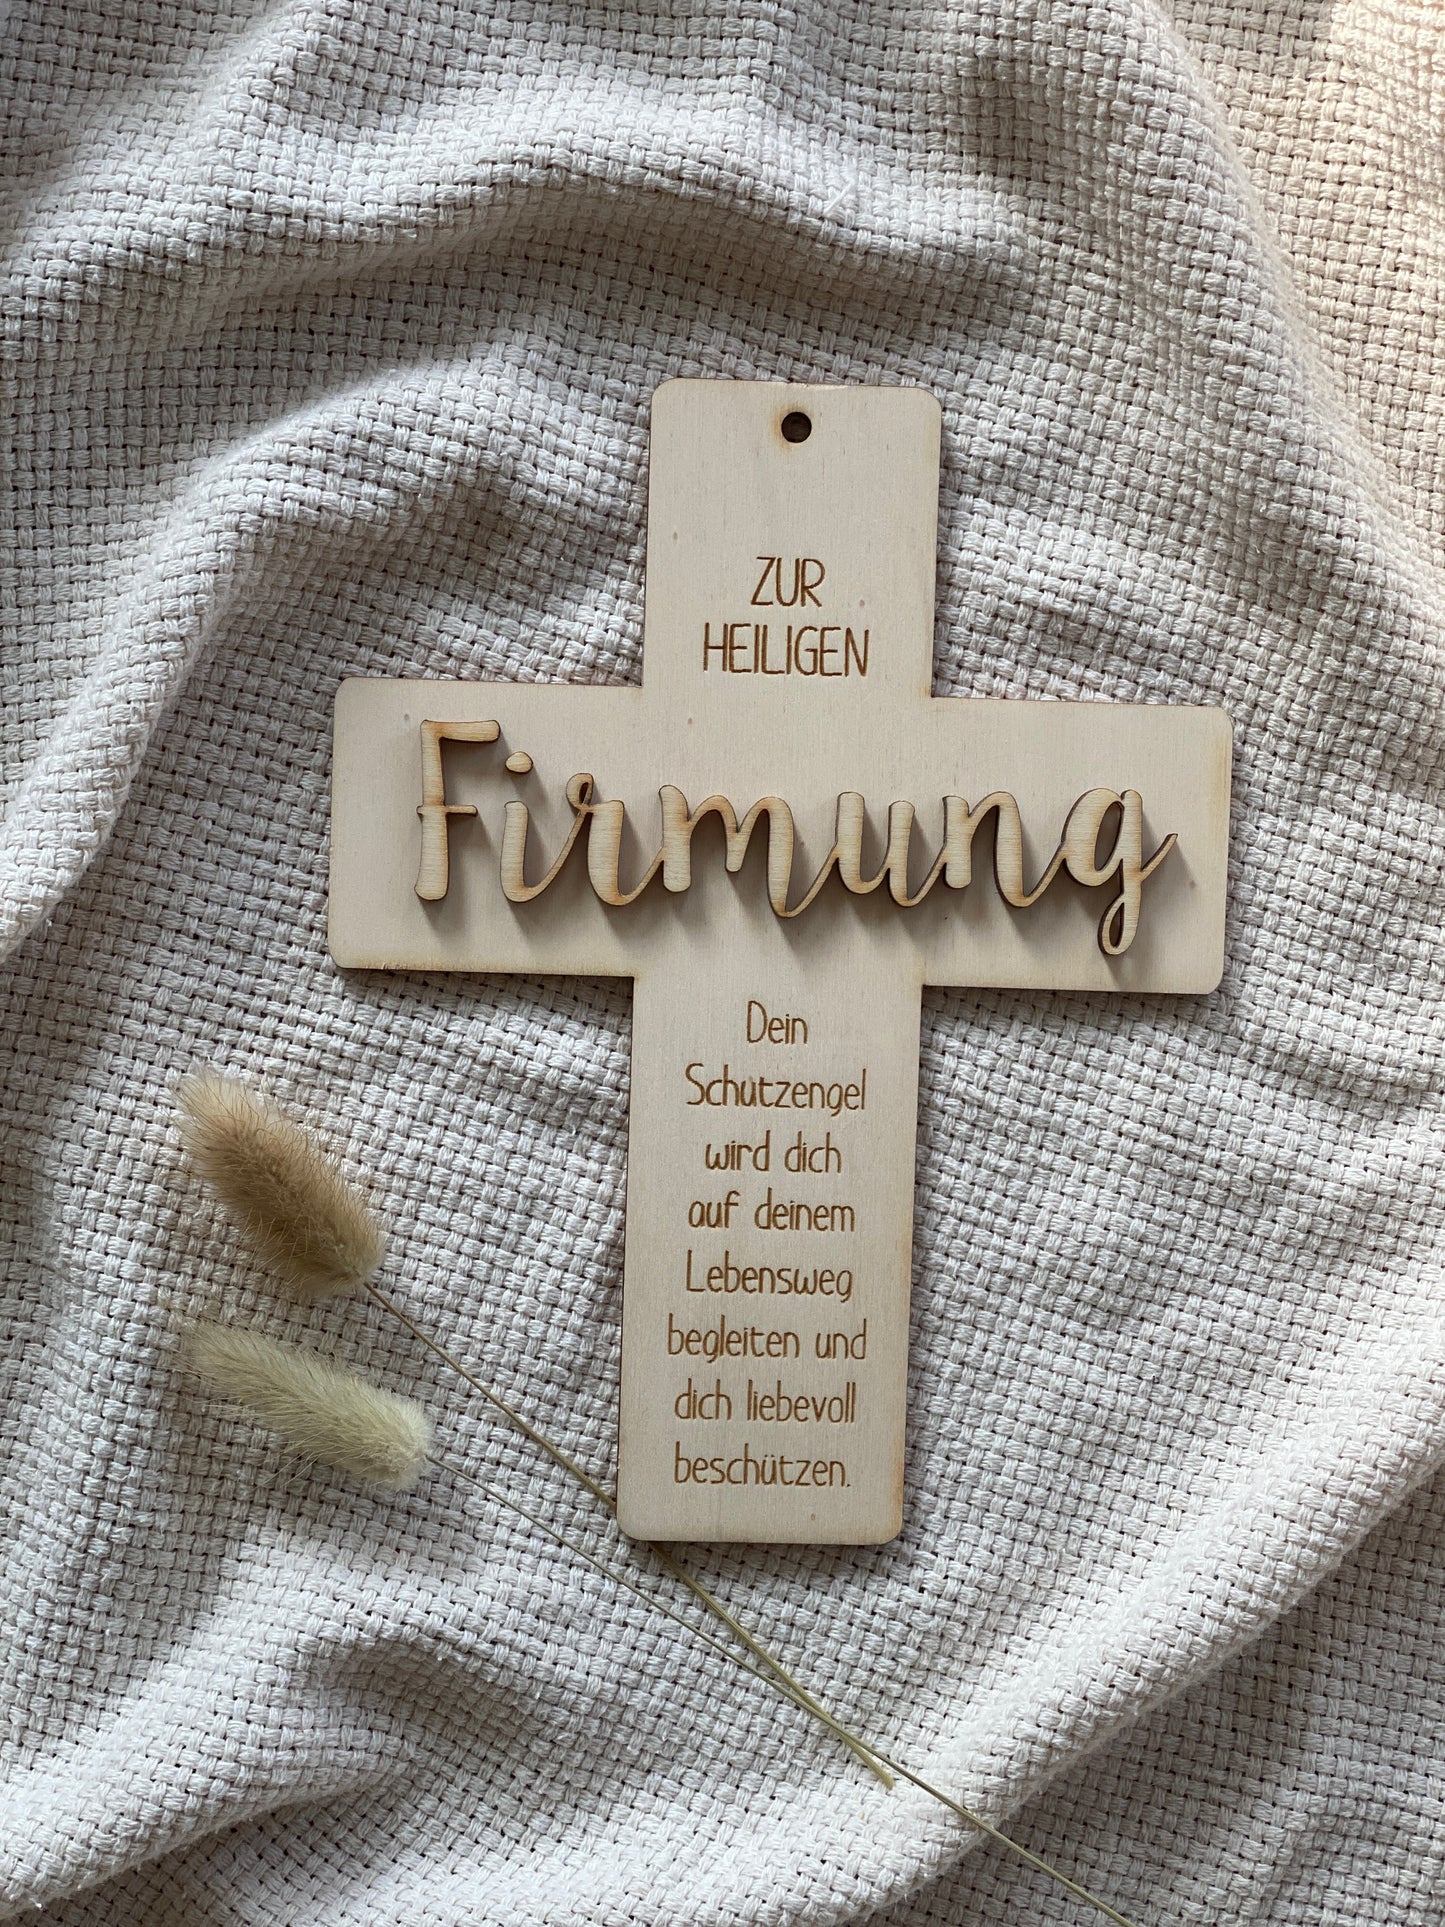 ZUR
HEILIGEN
Firmung
Dein
Schutzengel
wird dich
auf deinem
Lebensweg
begleiten und
dich liebevoll
beschützen.